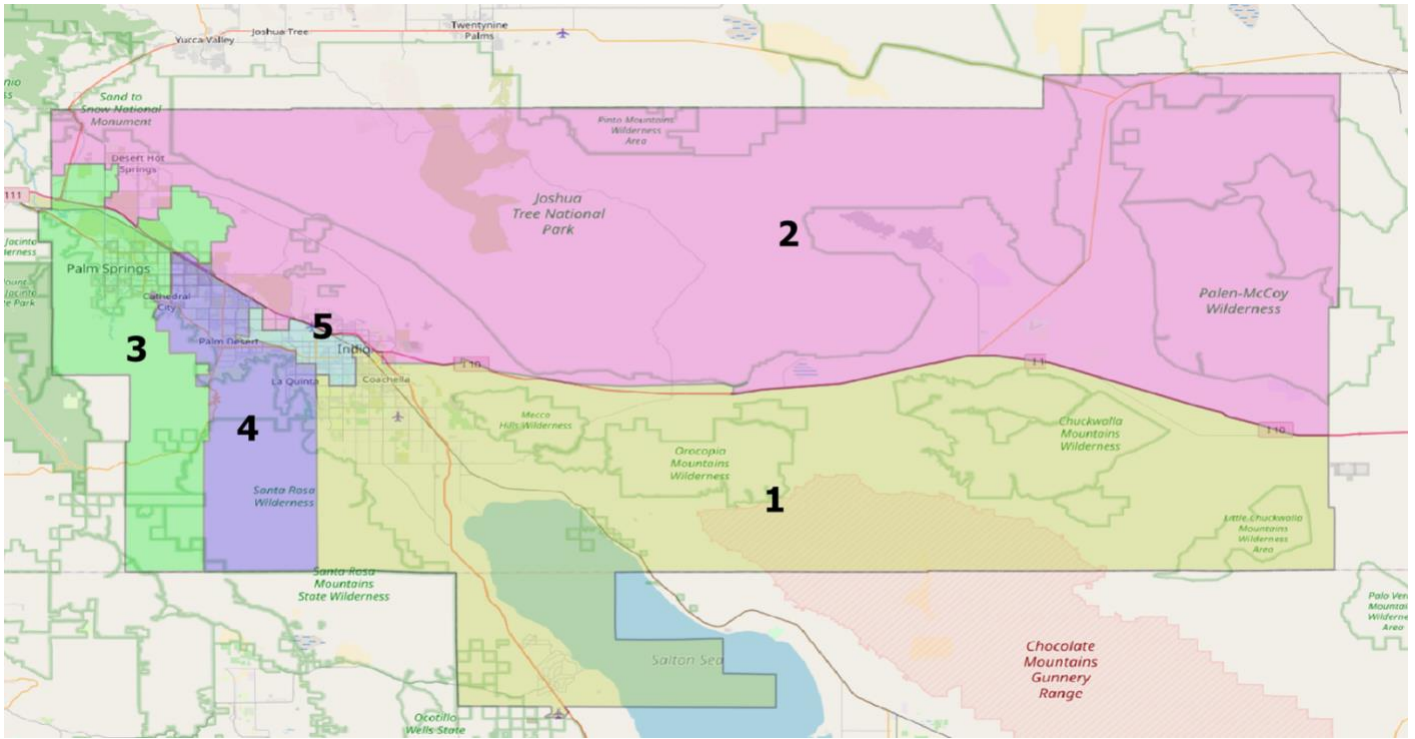 Yucca Valley
Joshua Tree
Twentynine
Palms
Sand to
Snow National
Monument
Desert Hot
Springs
Pinto Mountains
Wilderness
Area
111
Joshua
Tree National
Park
2
Palm Springs
Cathedral
City
Palen-McCoy
Wilderness
3
5
Palm Desert
Indio
I 10
I 10
La Quinta
Coachella
4
Mecca
Hills Wilderness
Chuckwalla
Mountains
Wilderness
Orocopia
Mountains
Wilderness
1
Santa Rosa
Wilderness
Little Chuckwalla
Mountains
Wilderness
Area
Santa Rosa
Mountains
State Wilderness
Salton Sea
Chocolate
Mountains
Gunnery
Range
Ocotillo
Wells State